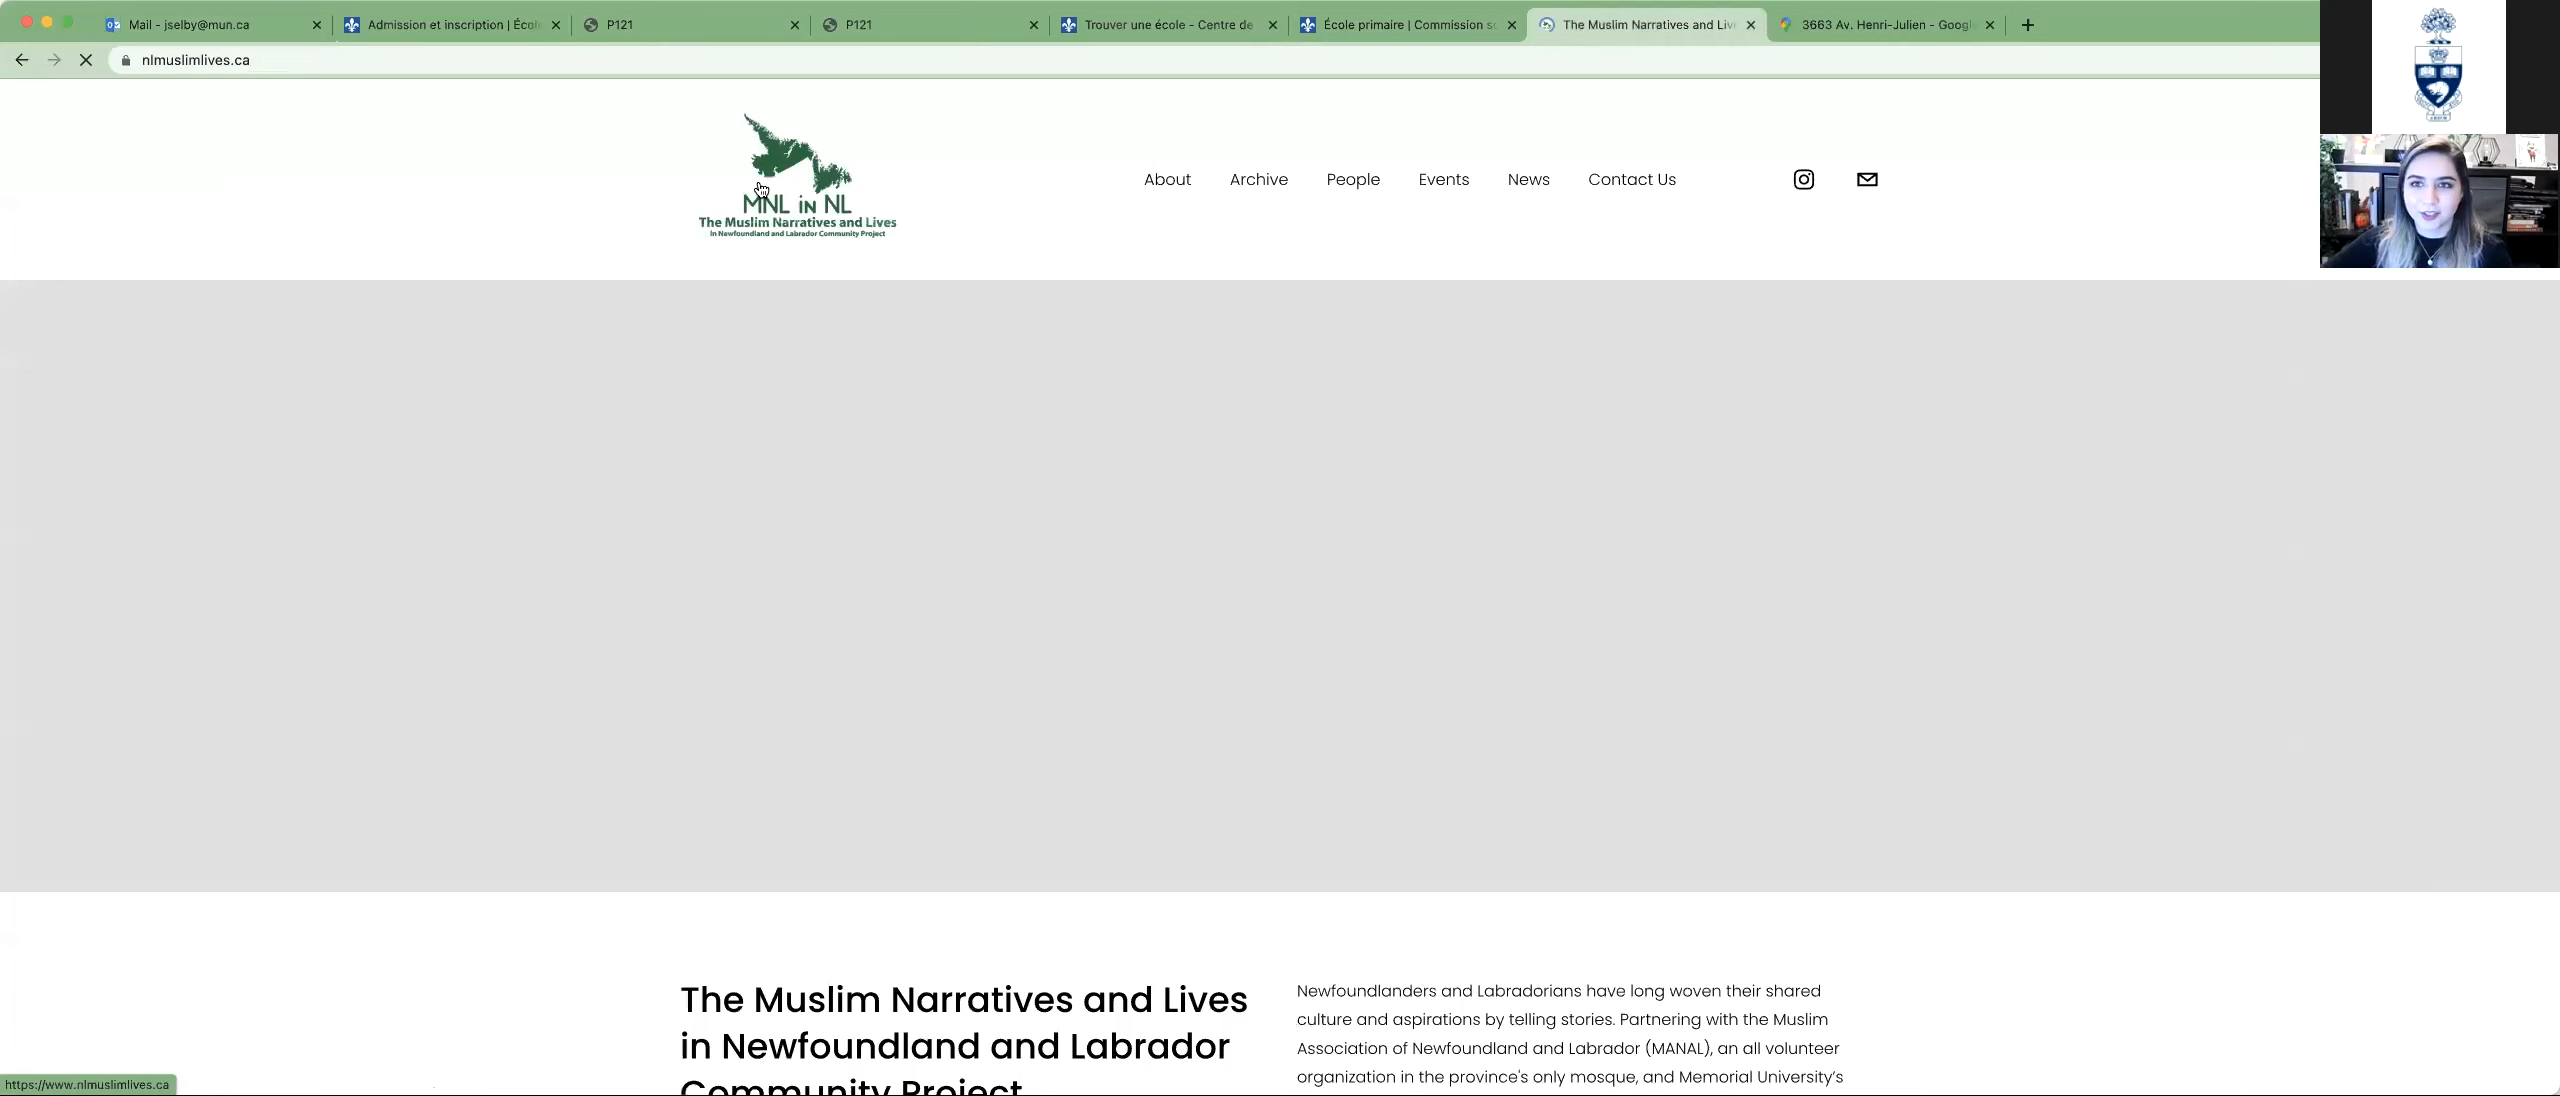 Mail - jselby@mun.ca
Admission et inscription | Écol
P121
P121
Trouver une école - Centre de
École primaire | Commission sc
The Muslim Narratives and Liv
3663 Av. Henri-Julien - Googl
nlmuslimlives.ca
MNL in NL
The Muslim Narratives and Lives
in Newfoundland and Labrador Community Project
About
Archive
People
Events
News
Contact Us
The Muslim Narratives and Lives
in Newfoundland and Labrador
Community Project
Newfoundlanders and Labradorians have long woven their shared
culture and aspirations by telling stories. Partnering with the Muslim
Association of Newfoundland and Labrador (MANAL), an all volunteer
organization in the province's only mosque, and Memorial University's
https://www.nlmuslimlives.ca